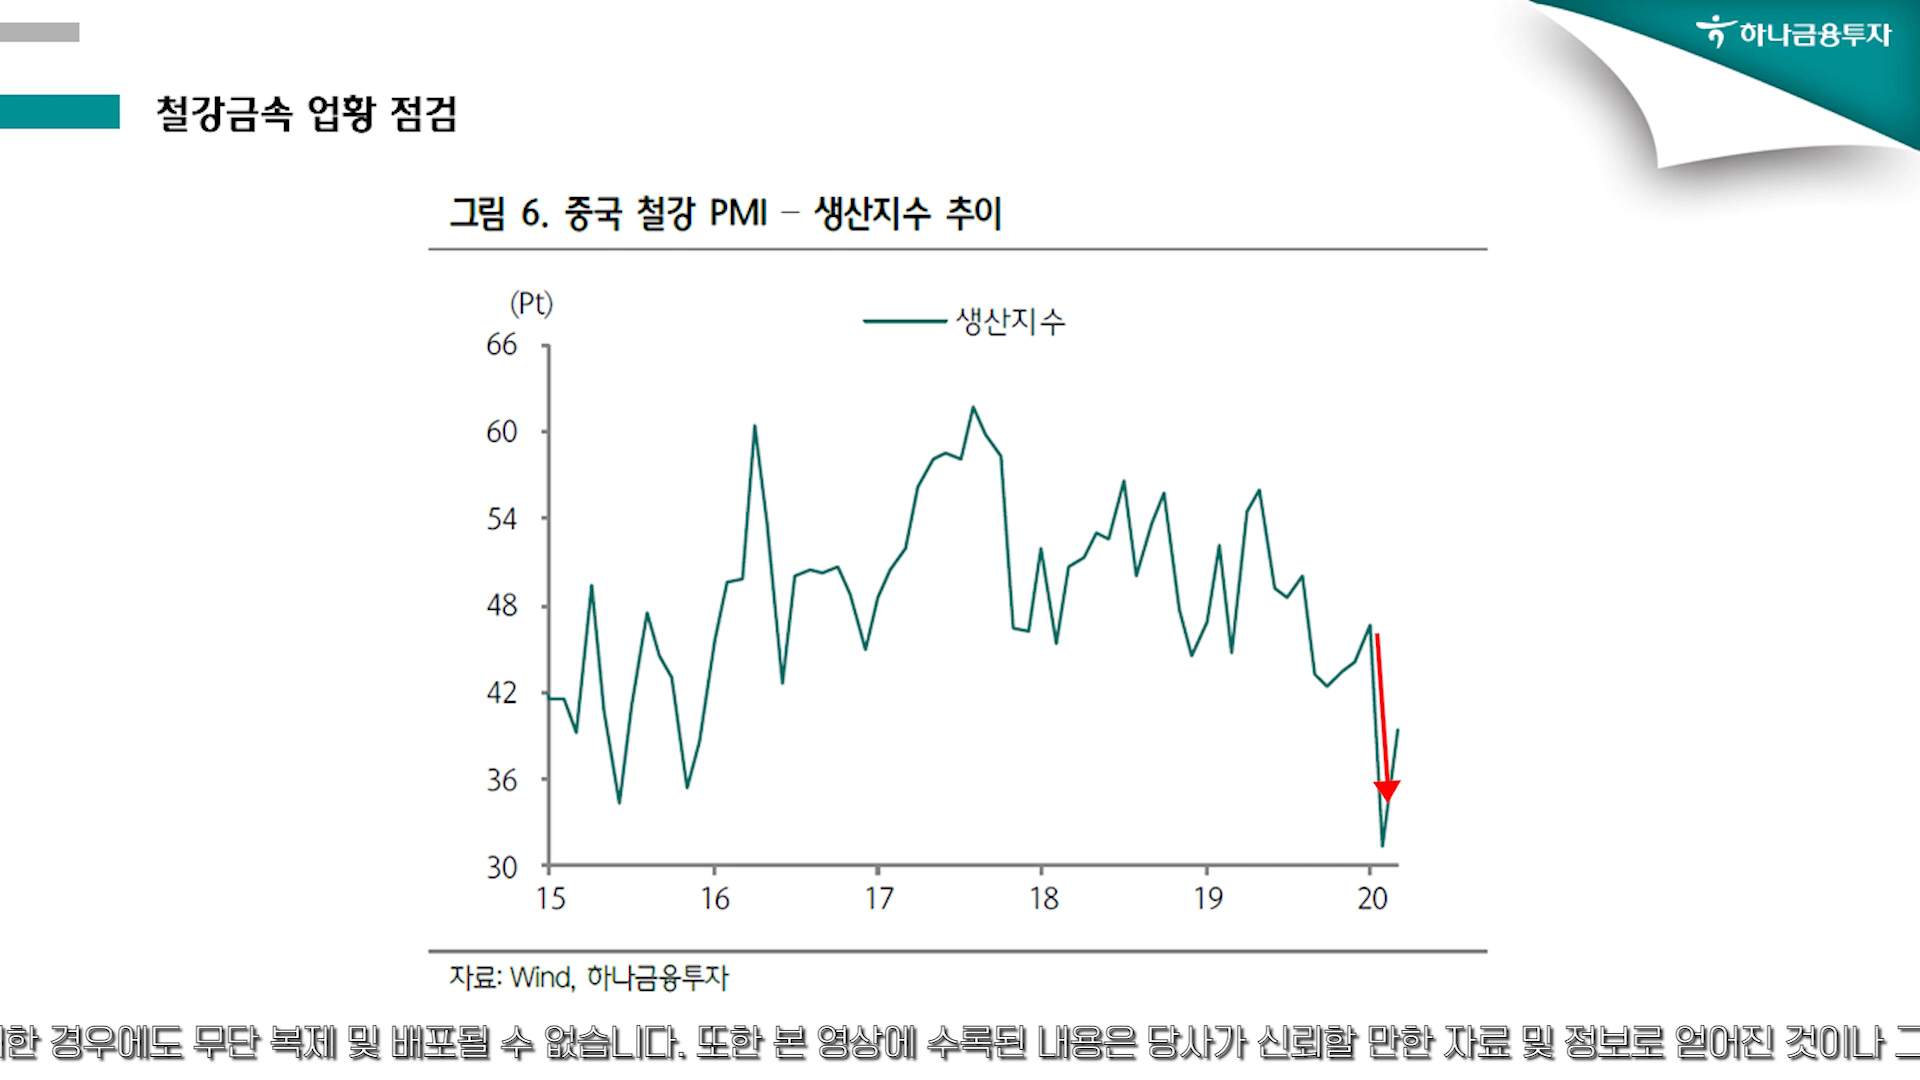 하나금융투자
철강금속 업황 점검
그림 6. 중국 철강 PMI – 생산지수 추이
(Pt)
생산지수
66
60
54
48
42
36
30
15 16 17 18 19 20
자료: Wind, 하나금융투자
한 경우에도 무단 복제 및 배포될 수 없습니다. 또한 본 영상에 수록된 내용은 당사가 신뢰할 만한 자료 및 정보로 얻어진 것이나 그